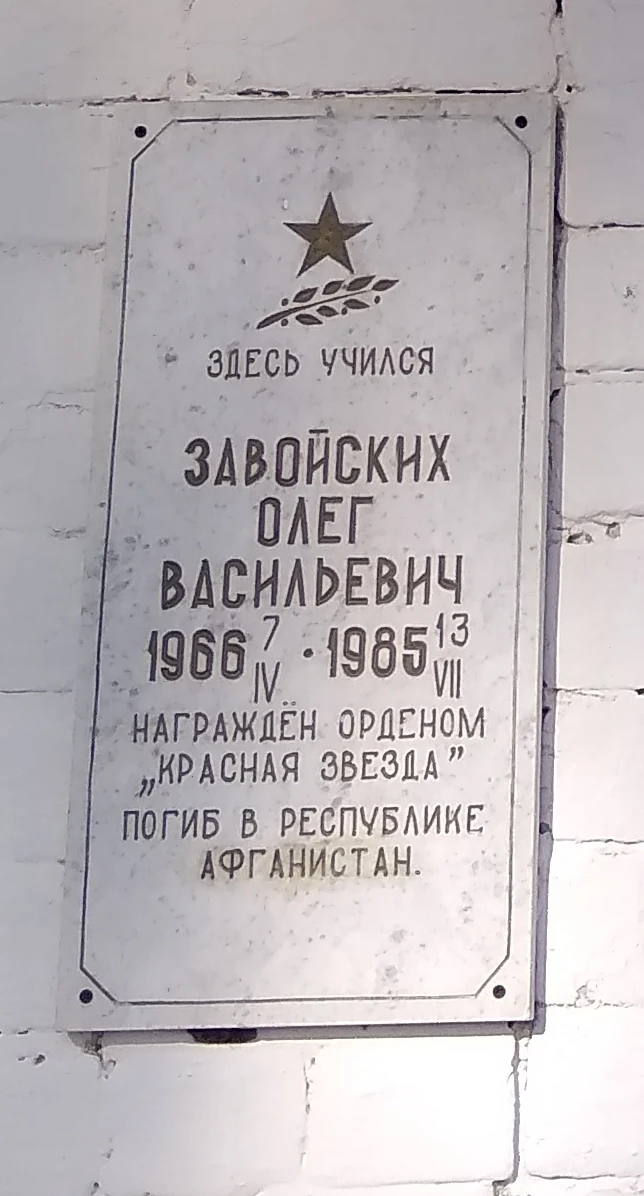 ЗДЕСЬ УЧИЛСЯ
ЗАВОЙСКИХ
ОЛЕГ
ВАСИЛЬЕВИЧ
1966 7 IV · 1985 13 VII
НАГРАЖДЁН ОРДЕНОМ
„КРАСНАЯ ЗВЕЗДА”
ПОГИБ В РЕСПУБЛИКЕ
АФГАНИСТАН.